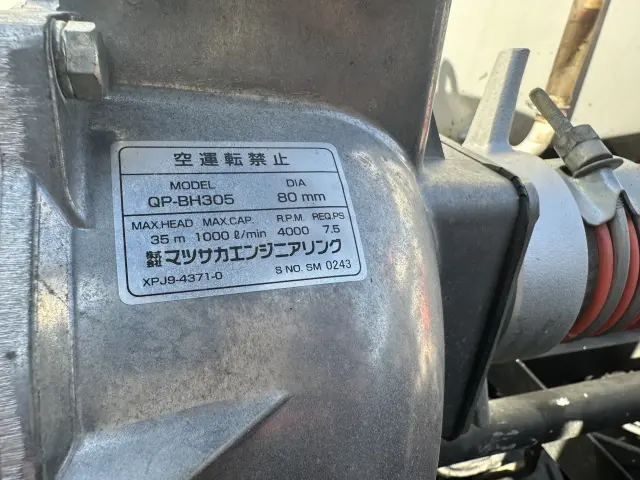 空運転禁止
MODEL DIA
QP-BH305 80 mm
MAX.HEAD MAX.CAP. R.P.M REQ.PS
35 m 1000 ℓ/min 4000 7.5
株式会社マツサカエンジニアリング
XPJ9-4371-0 S NO. SM 0243